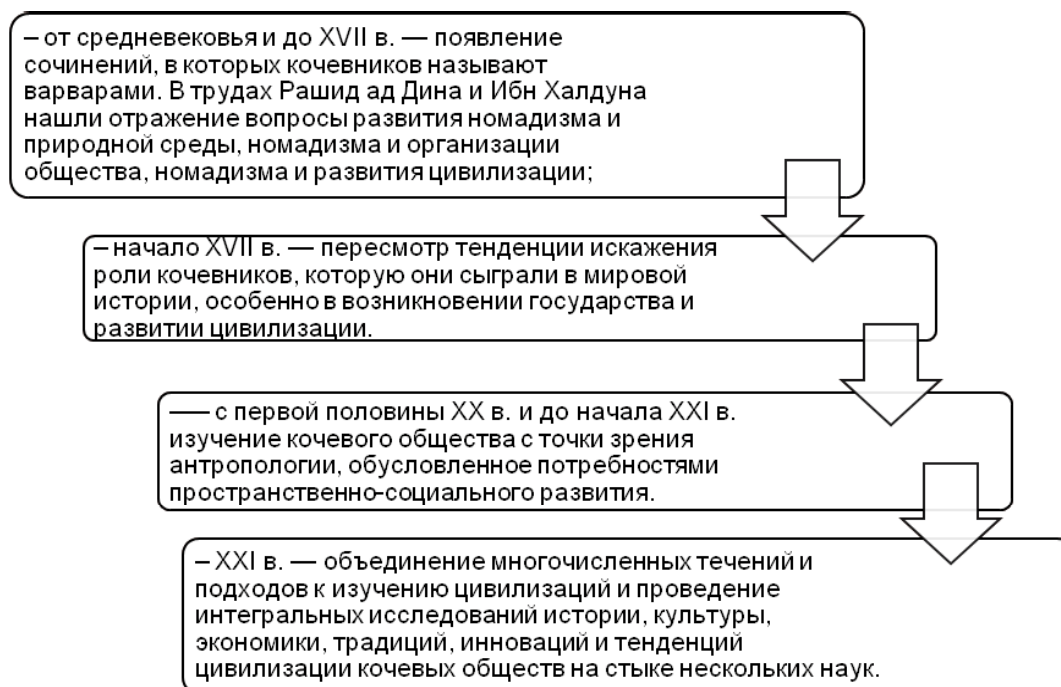 – от средневековья и до XVII в. — появление
сочинений, в которых кочевников называют
варварами. В трудах Рашид ад Дина и Ибн Халдуна
нашли отражение вопросы развития номадизма и
природной среды, номадизма и организации
общества, номадизма и развития цивилизации;
– начало XVII в. — пересмотр тенденции искажения
роли кочевников, которую они сыграли в мировой
истории, особенно в возникновении государства и
развитии цивилизации.
–— с первой половины XX в. и до начала XXI в.
изучение кочевого общества с точки зрения
антропологии, обусловленное потребностями
пространственно-социального развития.
– XXI в. — объединение многочисленных течений и
подходов к изучению цивилизаций и проведение
интегральных исследований истории, культуры,
экономики, традиций, инноваций и тенденций
цивилизации кочевых обществ на стыке нескольких наук.